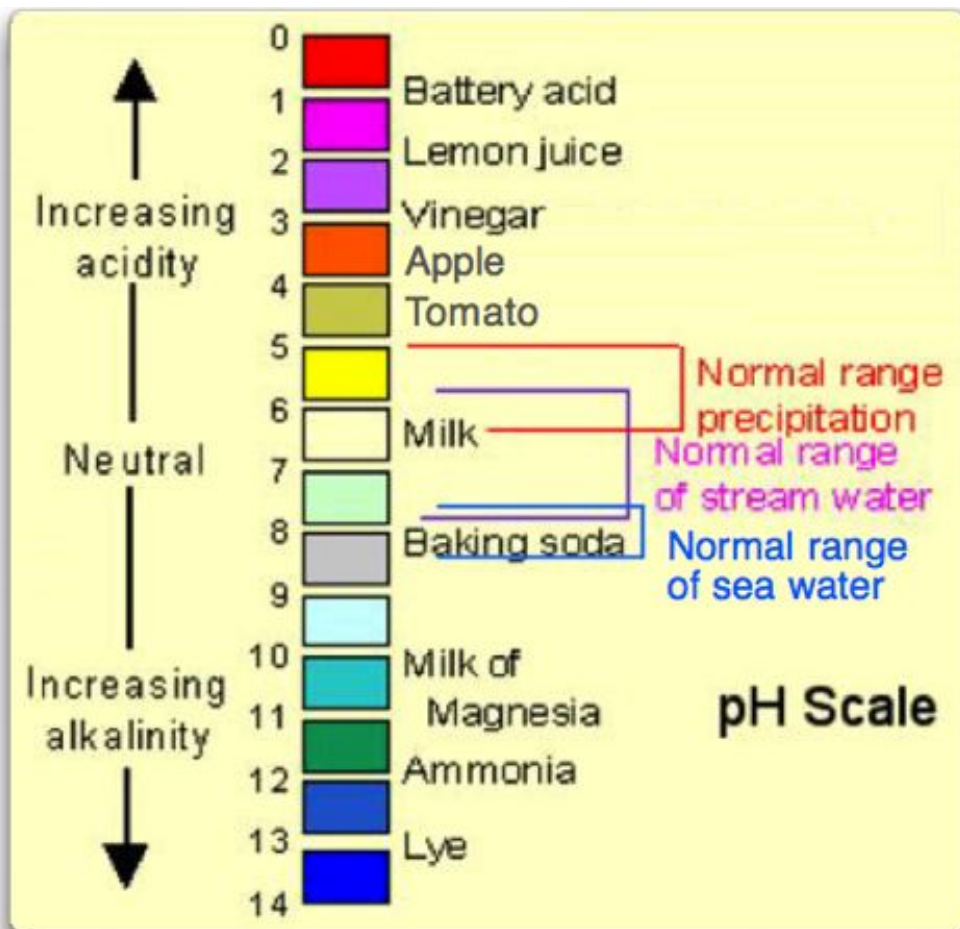 0
Battery acid
1
Lemon juice
2
Increasing
acidity
Vinegar
3
Apple
4
Tomato
5
Normal range
precipitation
6
Milk
Neutral
Normal range
of stream water
7
8
Baking soda
Normal range
of sea water
9
10
Milk of
Magnesia
Increasing
alkalinity
pH Scale
11
Ammonia
12
13
Lye
14